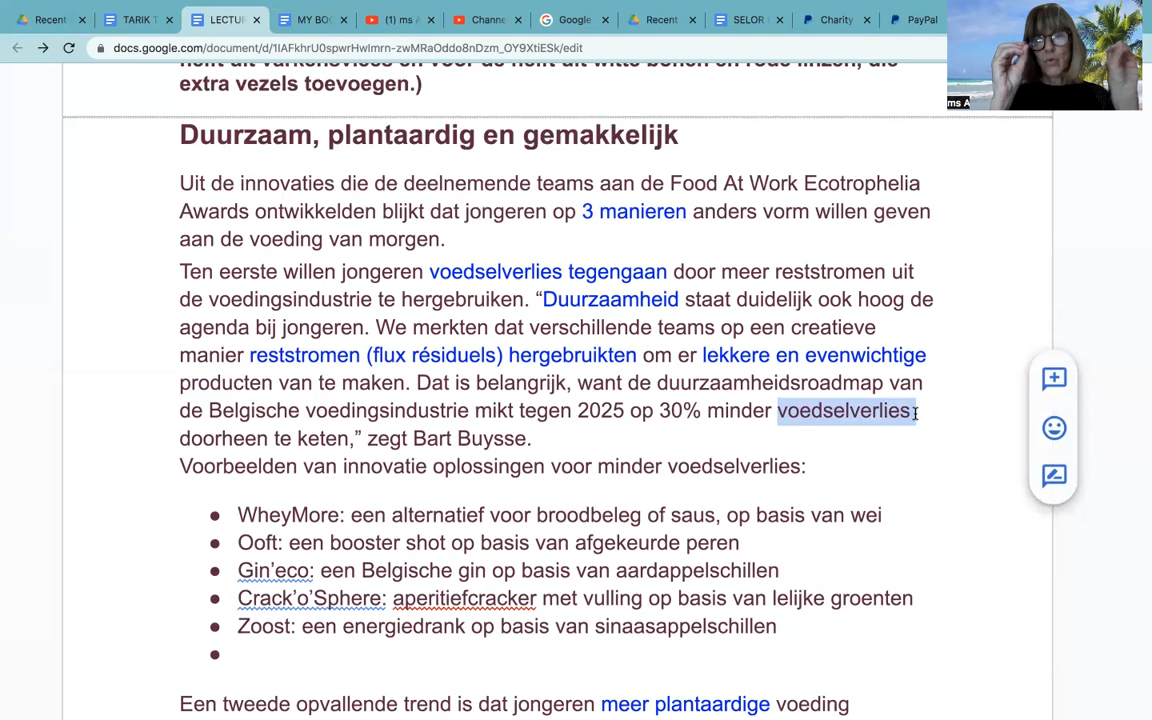 Recent
TARIK T
LECTUR
MY BO
(1) ms A
Channe
Google
Recent
SELOR
Charity
PayPal
docs.google.com/document/d/1IAFkhrU0spwrHwImrn-zwMRaOddo8nDzm_OY9XtiESk/edit
ms A
extra vezels toevoegen.)
Duurzaam, plantaardig en gemakkelijk
Uit de innovaties die de deelnemende teams aan de Food At Work Ecotrophelia
Awards ontwikkelden blijkt dat jongeren op 3 manieren anders vorm willen geven
aan de voeding van morgen.
Ten eerste willen jongeren voedselverlies tegengaan door meer reststromen uit
de voedingsindustrie te hergebruiken. “Duurzaamheid staat duidelijk ook hoog de
agenda bij jongeren. We merkten dat verschillende teams op een creatieve
manier reststromen (flux résiduels) hergebruikten om er lekkere en evenwichtige
producten van te maken. Dat is belangrijk, want de duurzaamheidsroadmap van
de Belgische voedingsindustrie mikt tegen 2025 op 30% minder voedselverlies
doorheen te keten,” zegt Bart Buysse.
Voorbeelden van innovatie oplossingen voor minder voedselverlies:
● WheyMore: een alternatief voor broodbeleg of saus, op basis van wei
● Ooft: een booster shot op basis van afgekeurde peren
● Gin’eco: een Belgische gin op basis van aardappelschillen
● Crack’o’Sphere: aperitiefcracker met vulling op basis van lelijke groenten
● Zoost: een energiedrank op basis van sinaasappelschillen
●
Een tweede opvallende trend is dat jongeren meer plantaardige voeding